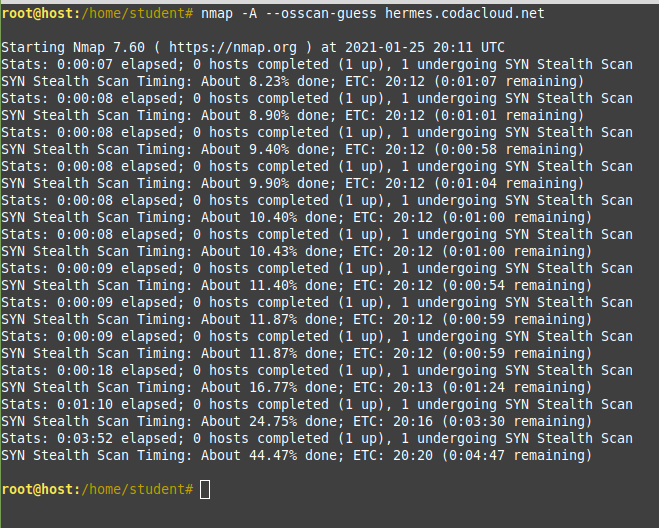 root@host:/home/student# nmap -A --osscan-guess hermes.codacloud.net
Starting Nmap 7.60 ( https://nmap.org ) at 2021-01-25 20:11 UTC
Stats: 0:00:07 elapsed; 0 hosts completed (1 up), 1 undergoing SYN Stealth Scan
SYN Stealth Scan Timing: About 8.23% done; ETC: 20:12 (0:01:07 remaining)
Stats: 0:00:08 elapsed; 0 hosts completed (1 up), 1 undergoing SYN Stealth Scan
SYN Stealth Scan Timing: About 8.90% done; ETC: 20:12 (0:01:01 remaining)
Stats: 0:00:08 elapsed; 0 hosts completed (1 up), 1 undergoing SYN Stealth Scan
SYN Stealth Scan Timing: About 9.40% done; ETC: 20:12 (0:00:58 remaining)
Stats: 0:00:08 elapsed; 0 hosts completed (1 up), 1 undergoing SYN Stealth Scan
SYN Stealth Scan Timing: About 9.90% done; ETC: 20:12 (0:01:04 remaining)
Stats: 0:00:08 elapsed; 0 hosts completed (1 up), 1 undergoing SYN Stealth Scan
SYN Stealth Scan Timing: About 10.40% done; ETC: 20:12 (0:01:00 remaining)
Stats: 0:00:08 elapsed; 0 hosts completed (1 up), 1 undergoing SYN Stealth Scan
SYN Stealth Scan Timing: About 10.43% done; ETC: 20:12 (0:01:00 remaining)
Stats: 0:00:09 elapsed; 0 hosts completed (1 up), 1 undergoing SYN Stealth Scan
SYN Stealth Scan Timing: About 11.40% done; ETC: 20:12 (0:00:54 remaining)
Stats: 0:00:09 elapsed; 0 hosts completed (1 up), 1 undergoing SYN Stealth Scan
SYN Stealth Scan Timing: About 11.87% done; ETC: 20:12 (0:00:59 remaining)
Stats: 0:00:09 elapsed; 0 hosts completed (1 up), 1 undergoing SYN Stealth Scan
SYN Stealth Scan Timing: About 11.87% done; ETC: 20:12 (0:00:59 remaining)
Stats: 0:00:18 elapsed; 0 hosts completed (1 up), 1 undergoing SYN Stealth Scan
SYN Stealth Scan Timing: About 16.77% done; ETC: 20:13 (0:01:24 remaining)
Stats: 0:01:10 elapsed; 0 hosts completed (1 up), 1 undergoing SYN Stealth Scan
SYN Stealth Scan Timing: About 24.75% done; ETC: 20:16 (0:03:30 remaining)
Stats: 0:03:52 elapsed; 0 hosts completed (1 up), 1 undergoing SYN Stealth Scan
SYN Stealth Scan Timing: About 44.47% done; ETC: 20:20 (0:04:47 remaining)
root@host:/home/student#